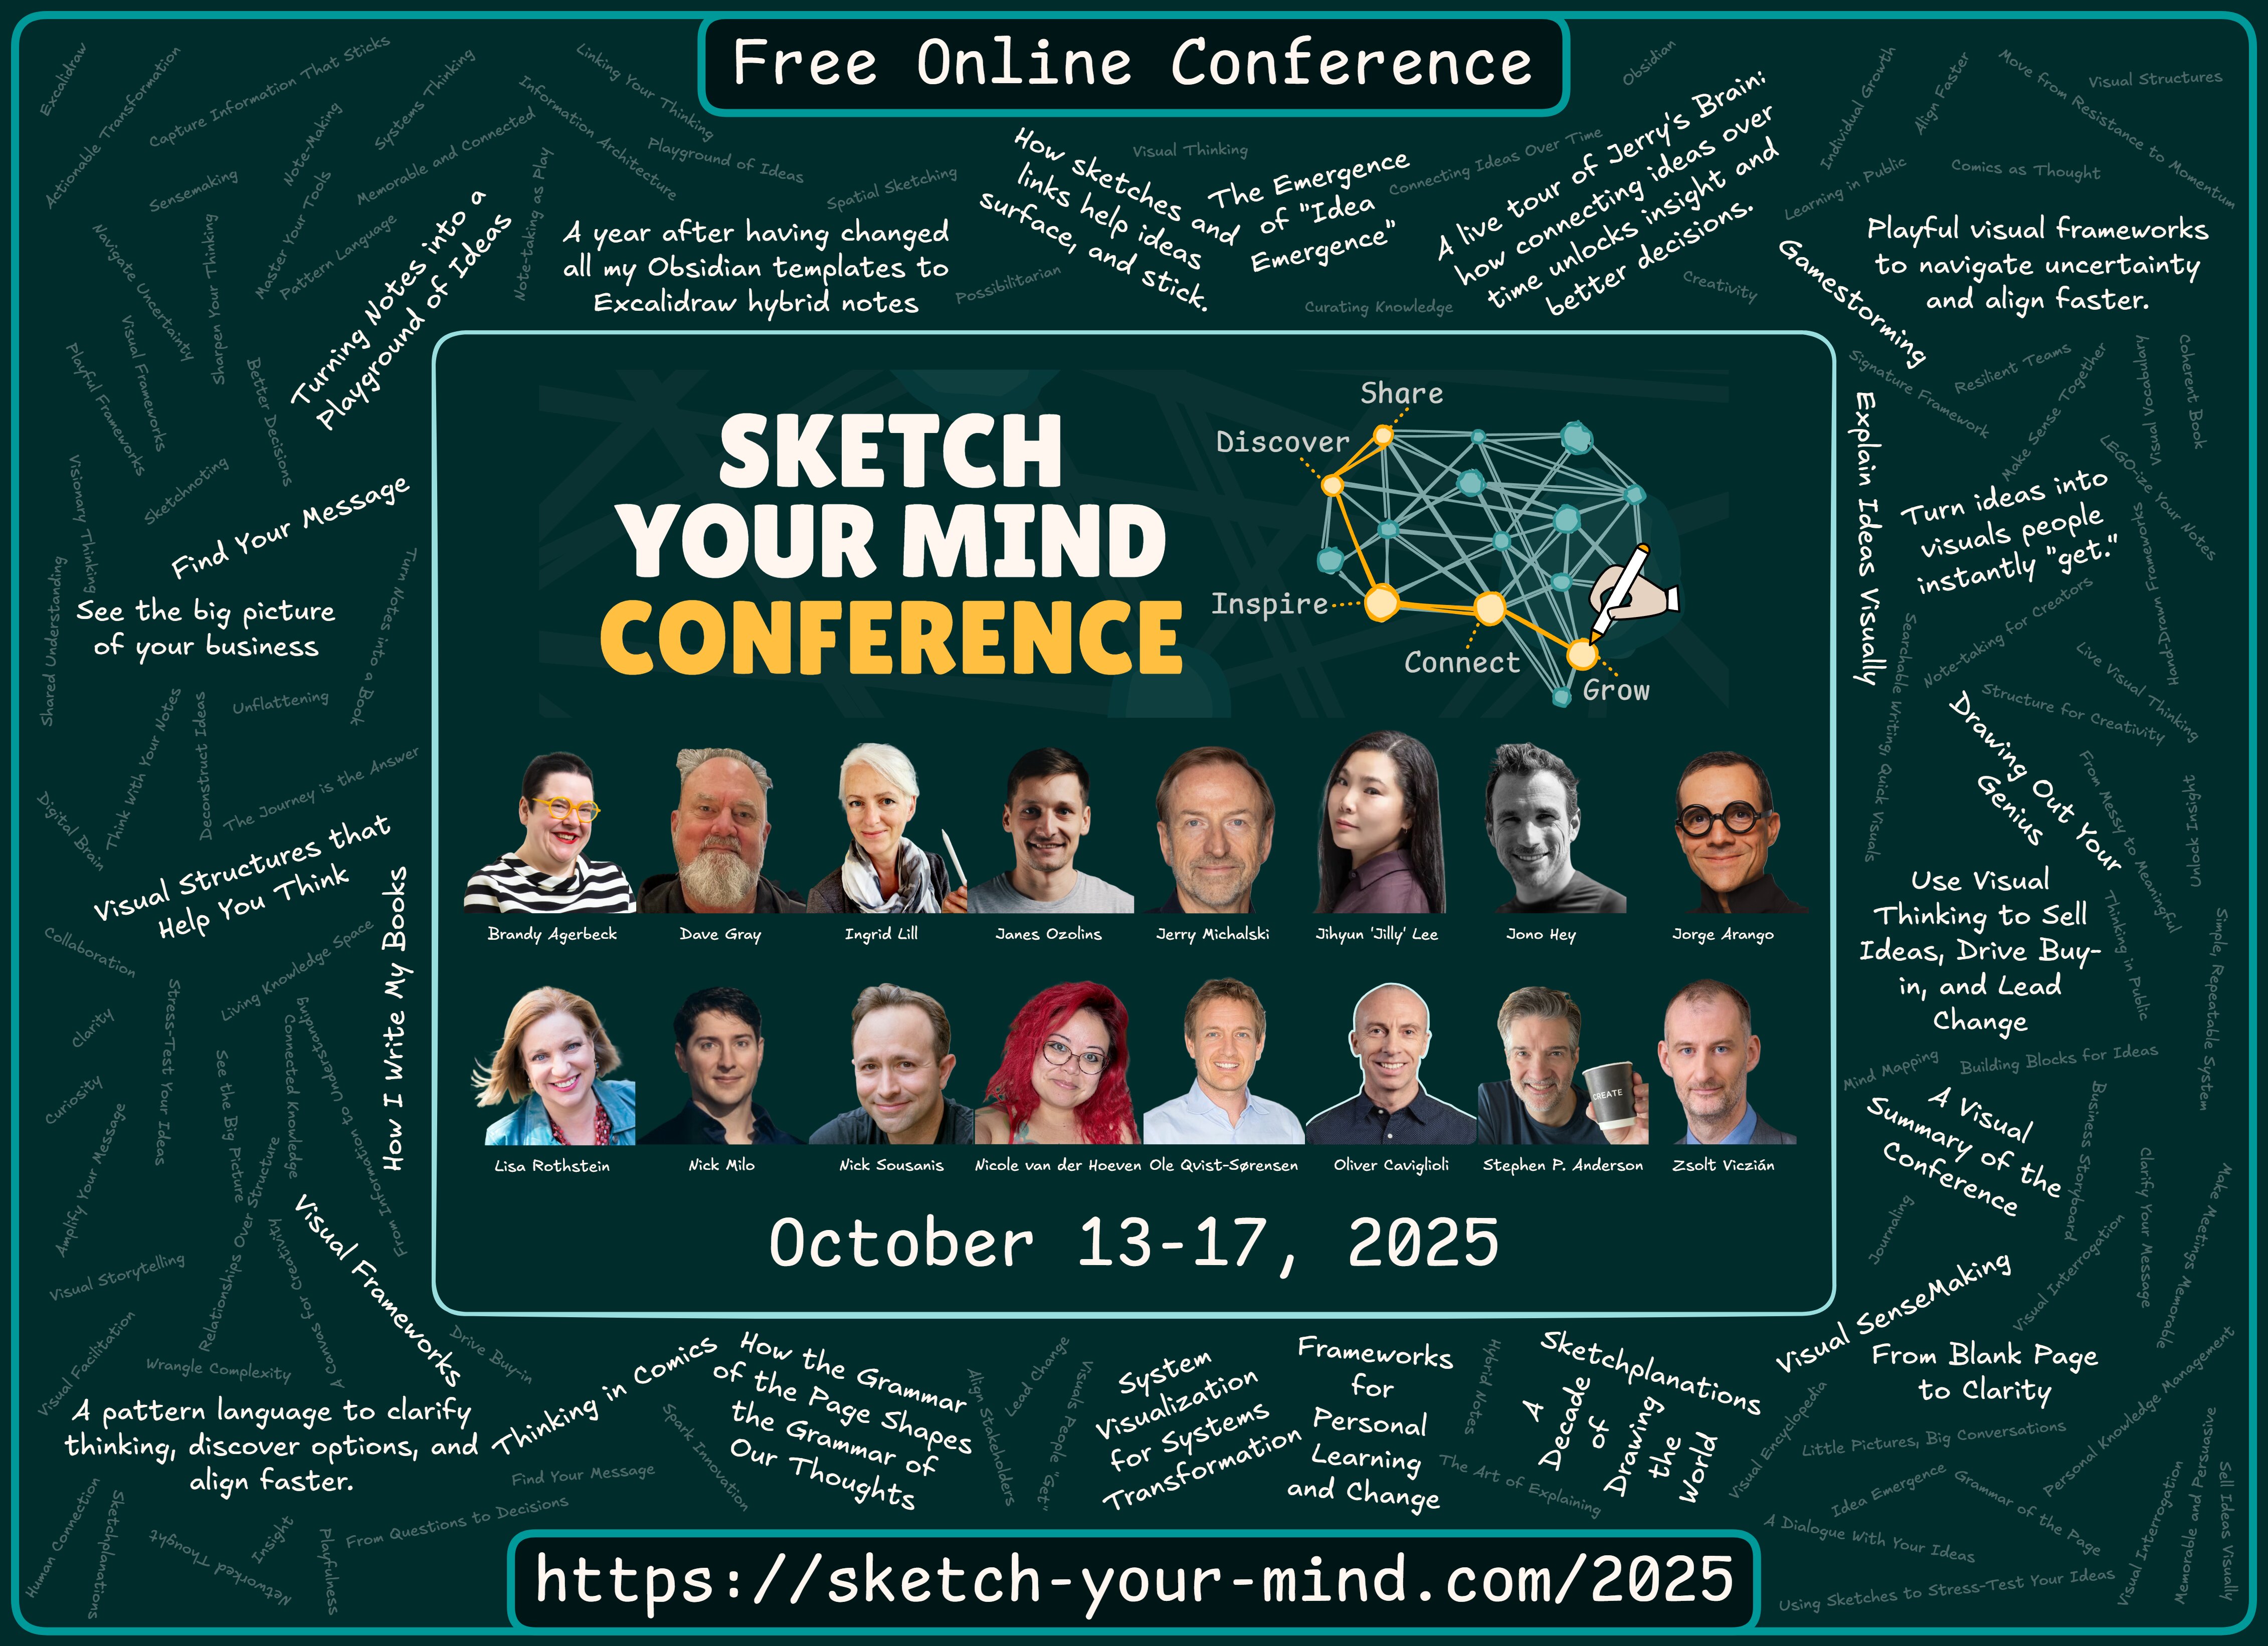 Free Online Conference
Excalidraw
Actionable Transformation
Capture Information That Sticks
Note-Making
Systems Thinking
Linking Your Thinking
Information Architecture
Playground of Ideas
Memorable and Connected
Sensemaking
Master Your Tools
Pattern Language
Note-taking as Play
Spatial Sketching
Navigate Uncertainty
Sharpen Your Thinking
Turning Notes into a
Playground of Ideas
A year after having changed
all my Obsidian templates to
Excalidraw hybrid notes
Possibilitarian
How sketches and
links help ideas
surface, and stick.
Visual Thinking
The Emergence
of "Idea
Emergence"
Connecting Ideas Over Time
Curating Knowledge
Obsidian
A live tour of Jerry's Brain:
how connecting ideas over
time unlocks insight and
better decisions.
Creativity
Individual Growth
Align Faster
Move from Resistance to Momentum
Visual Structures
Learning in Public
Comics as Thought
Gamestorming
Playful visual frameworks
to navigate uncertainty
and align faster.
Playful Frameworks
Visual Frameworks
Better Decisions
Visionary Thinking
Sketchnoting
Find Your Message
See the big picture
of your business
Shared Understanding
Turn Notes into a Book
Unflattening
Think With Your Notes
Deconstruct Ideas
The Journey is the Answer
Digital Brain
Visual Structures that
Help You Think
How I Write My Books
Collaboration
Living Knowledge Space
Clarity
Stress-Test Your Ideas
Curiosity
See the Big Picture
Connected Knowledge
From Information to Understanding
Amplify Your Message
Relationships Over Structure
A Canvas for Creativity
Visual Storytelling
Visual Frameworks
SKETCH
YOUR MIND
CONFERENCE
Share
Discover
Inspire
Connect
Grow
Brandy Agerbeck
Dave Gray
Ingrid Lill
Janes Ozolins
Jerry Michalski
Jihyun 'Jilly' Lee
Jono Hey
Jorge Arango
CREATE
Lisa Rothstein
Nick Milo
Nick Sousanis
Nicole van der Hoeven
Ole Qvist-Sørensen
Oliver Caviglioli
Stephen P. Anderson
Zsolt Viczián
October 13-17, 2025
Signature Framework
Resilient Teams
Make Sense Together
Visual Vocabulary
Coherent Book
Explain Ideas Visually
LEGO-ize Your Notes
Turn ideas into
visuals people
instantly "get."
Hand-Drawn Frameworks
Note-taking for Creators
Searchable Writing, Quick Visuals
Live Visual Thinking
Structure for Creativity
Drawing Out Your
Genius
From Messy to Meaningful
Unlock Insight
Use Visual
Thinking to Sell
Ideas, Drive Buy-
in, and Lead
Change
Thinking in Public
Simple, Repeatable System
Mind Mapping
Building Blocks for Ideas
A Visual
Summary of the
Conference
Business Storyboard
Clarify Your Message
Make Meetings Memorable
Journaling
Visual Interrogation
Visual SenseMaking
From Blank Page
to Clarity
Visual Facilitation
Wrangle Complexity
Drive Buy-in
A pattern language to clarify
thinking, discover options, and
align faster.
Thinking in Comics
How the Grammar
of the Page Shapes
the Grammar of
Our Thoughts
Spark Innovation
Find Your Message
From Questions to Decisions
Align Stakeholders
Lead Change
Visuals People "Get"
System
Visualization
for Systems
Transformation
Frameworks
for
Personal
Learning
and Change
Hybrid Notes
The Art of Explaining
Sketchplanations
A
Decade
of
Drawing
the
World
Visual Encyclopedia
Little Pictures, Big Conversations
Personal Knowledge Management
Idea Emergence
Grammar of the Page
A Dialogue With Your Ideas
Using Sketches to Stress-Test Your Ideas
Visual Interrogation
Memorable and Persuasive
Sell Ideas Visually
Human Connection
Sketchplanations
Networked Thought
Insight
Playfulness
https://sketch-your-mind.com/2025